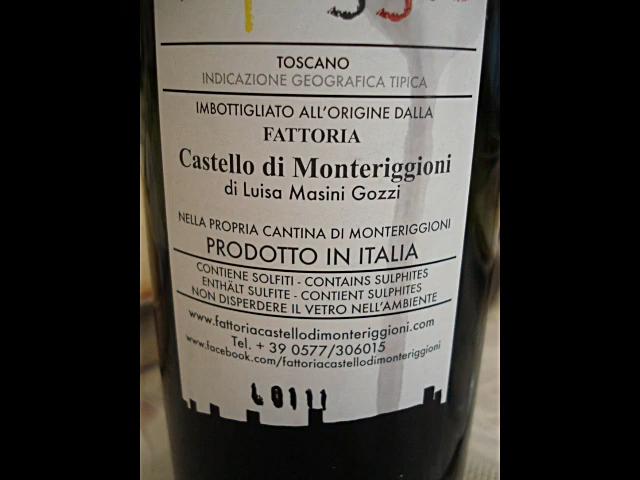 TOSCANO
INDICAZIONE GEOGRAFICA TIPICA
IMBOTTIGLIATO ALL'ORIGINE DALLA
FATTORIA
Castello di Monteriggioni
di Luisa Masini Gozzi
NELLA PROPRIA CANTINA DI MONTERIGGIONI
PRODOTTO IN ITALIA
CONTIENE SOLFITI - CONTAINS SULPHITES
ENTHÄLT SULFITE - CONTIENT SULPHITES
NON DISPERDERE IL VETRO NELL'AMBIENTE
www.fattoriacastellodimonteriggioni.com
Tel. + 39 0577/306015
www.facebook.com/fattoriacastellodimonteriggioni